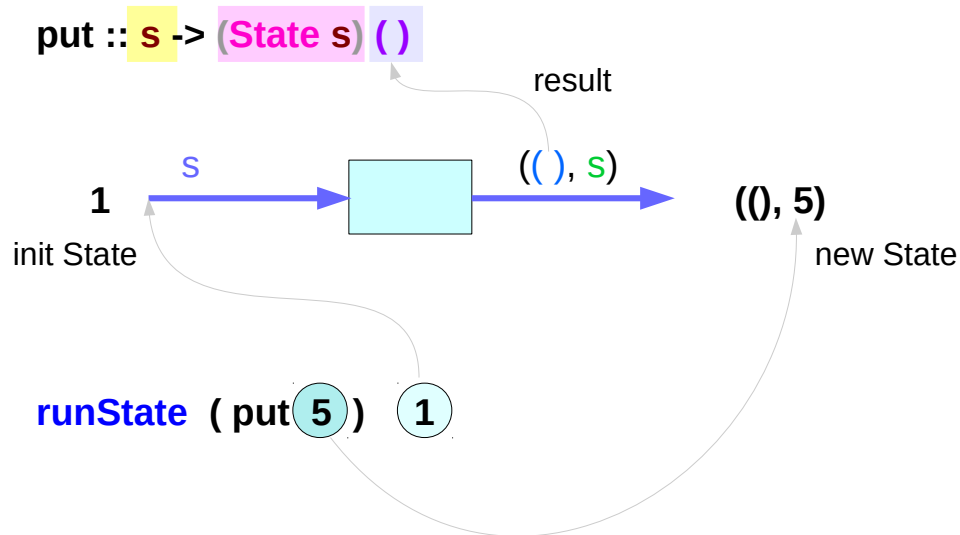 put :: s -> (State s) ( )
result
s
(( ), s)
1
((), 5)
init State
new State
runState ( put 5 ) 1